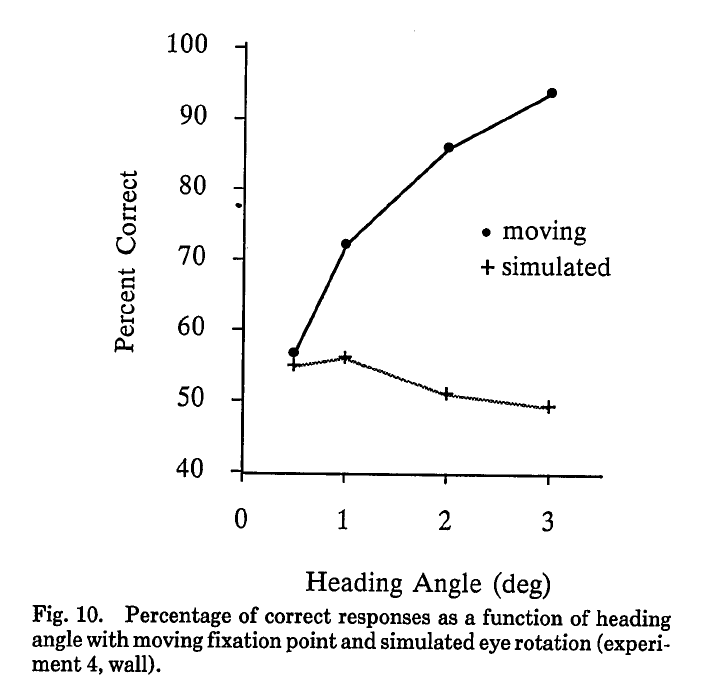 100
90
80
70
60
50
40
Percent Correct
moving
simulated
0 1 2 3
Heading Angle (deg)
Fig. 10. Percentage of correct responses as a function of heading
angle with moving fixation point and simulated eye rotation (experi-
ment 4, wall).